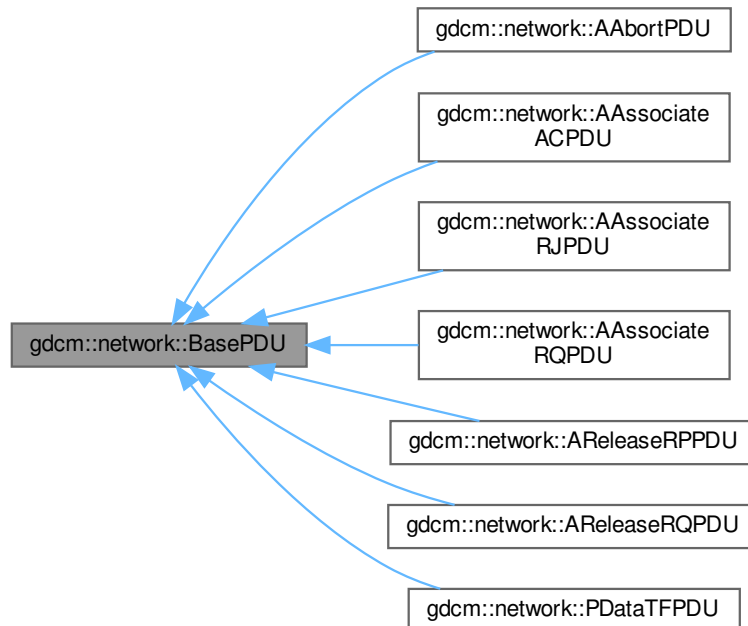 gdcm::network::AAbortPDU
gdcm::network::AAssociate
ACPDU
gdcm::network::AAssociate
RJPDU
gdcm::network::BasePDU
gdcm::network::AAssociate
RQPDU
gdcm::network::AReleaseRPPDU
gdcm::network::AReleaseRQPDU
gdcm::network::PDataTFPDU